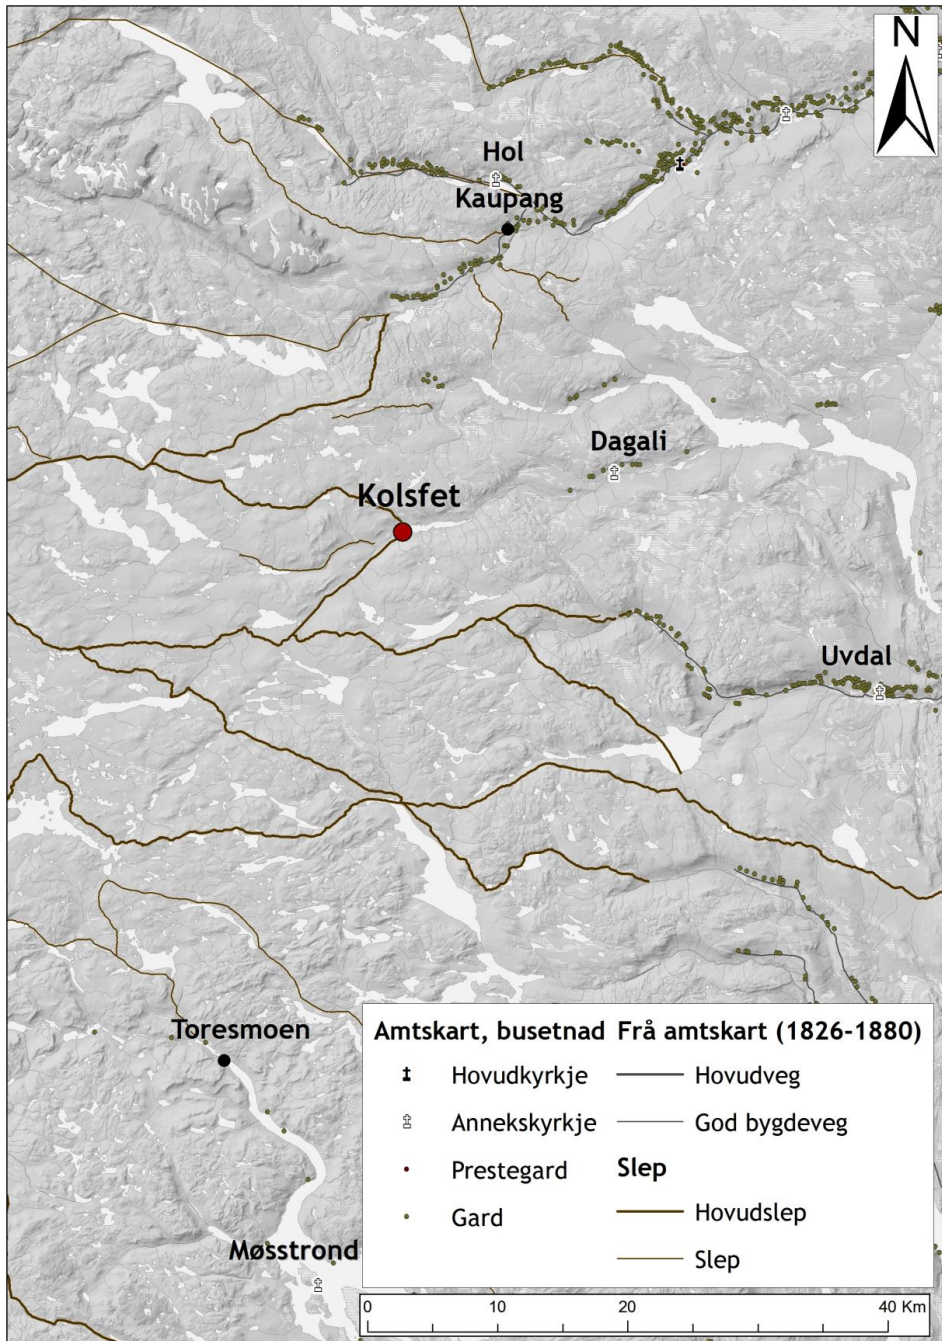 N
Hol
Kaupang
Dagali
Kolsfet
Uvdal
Toresmoen
Møsstrond
Amtskart, busetnad
Hovudkyrkje
Annekskyrkje
Prestegard
Gard
Frå amtskart (1826-1880)
Hovudveg
God bygdeveg
Slep
Hovudslep
Slep
0 10 20 40 Km